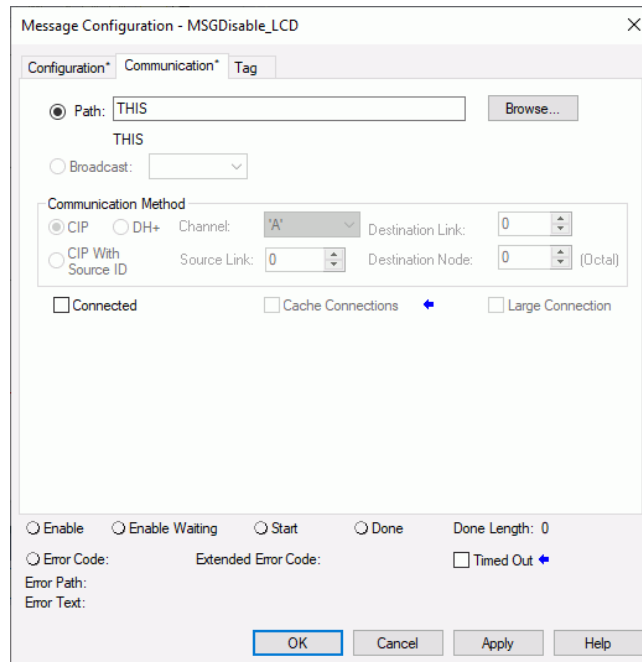 Message Configuration - MSGDisable_LCD
Configuration* Communication* Tag
Path: THIS Browse...
THIS
Broadcast:
Communication Method
CIP DH+ Channel: 'A' Destination Link: 0
CIP With Source ID Source Link: 0 Destination Node: 0 (Octal)
Connected Cache Connections Large Connection
Enable Enable Waiting Start Done Done Length: 0
Error Code: Extended Error Code: Timed Out
Error Path:
Error Text:
OK Cancel Apply Help